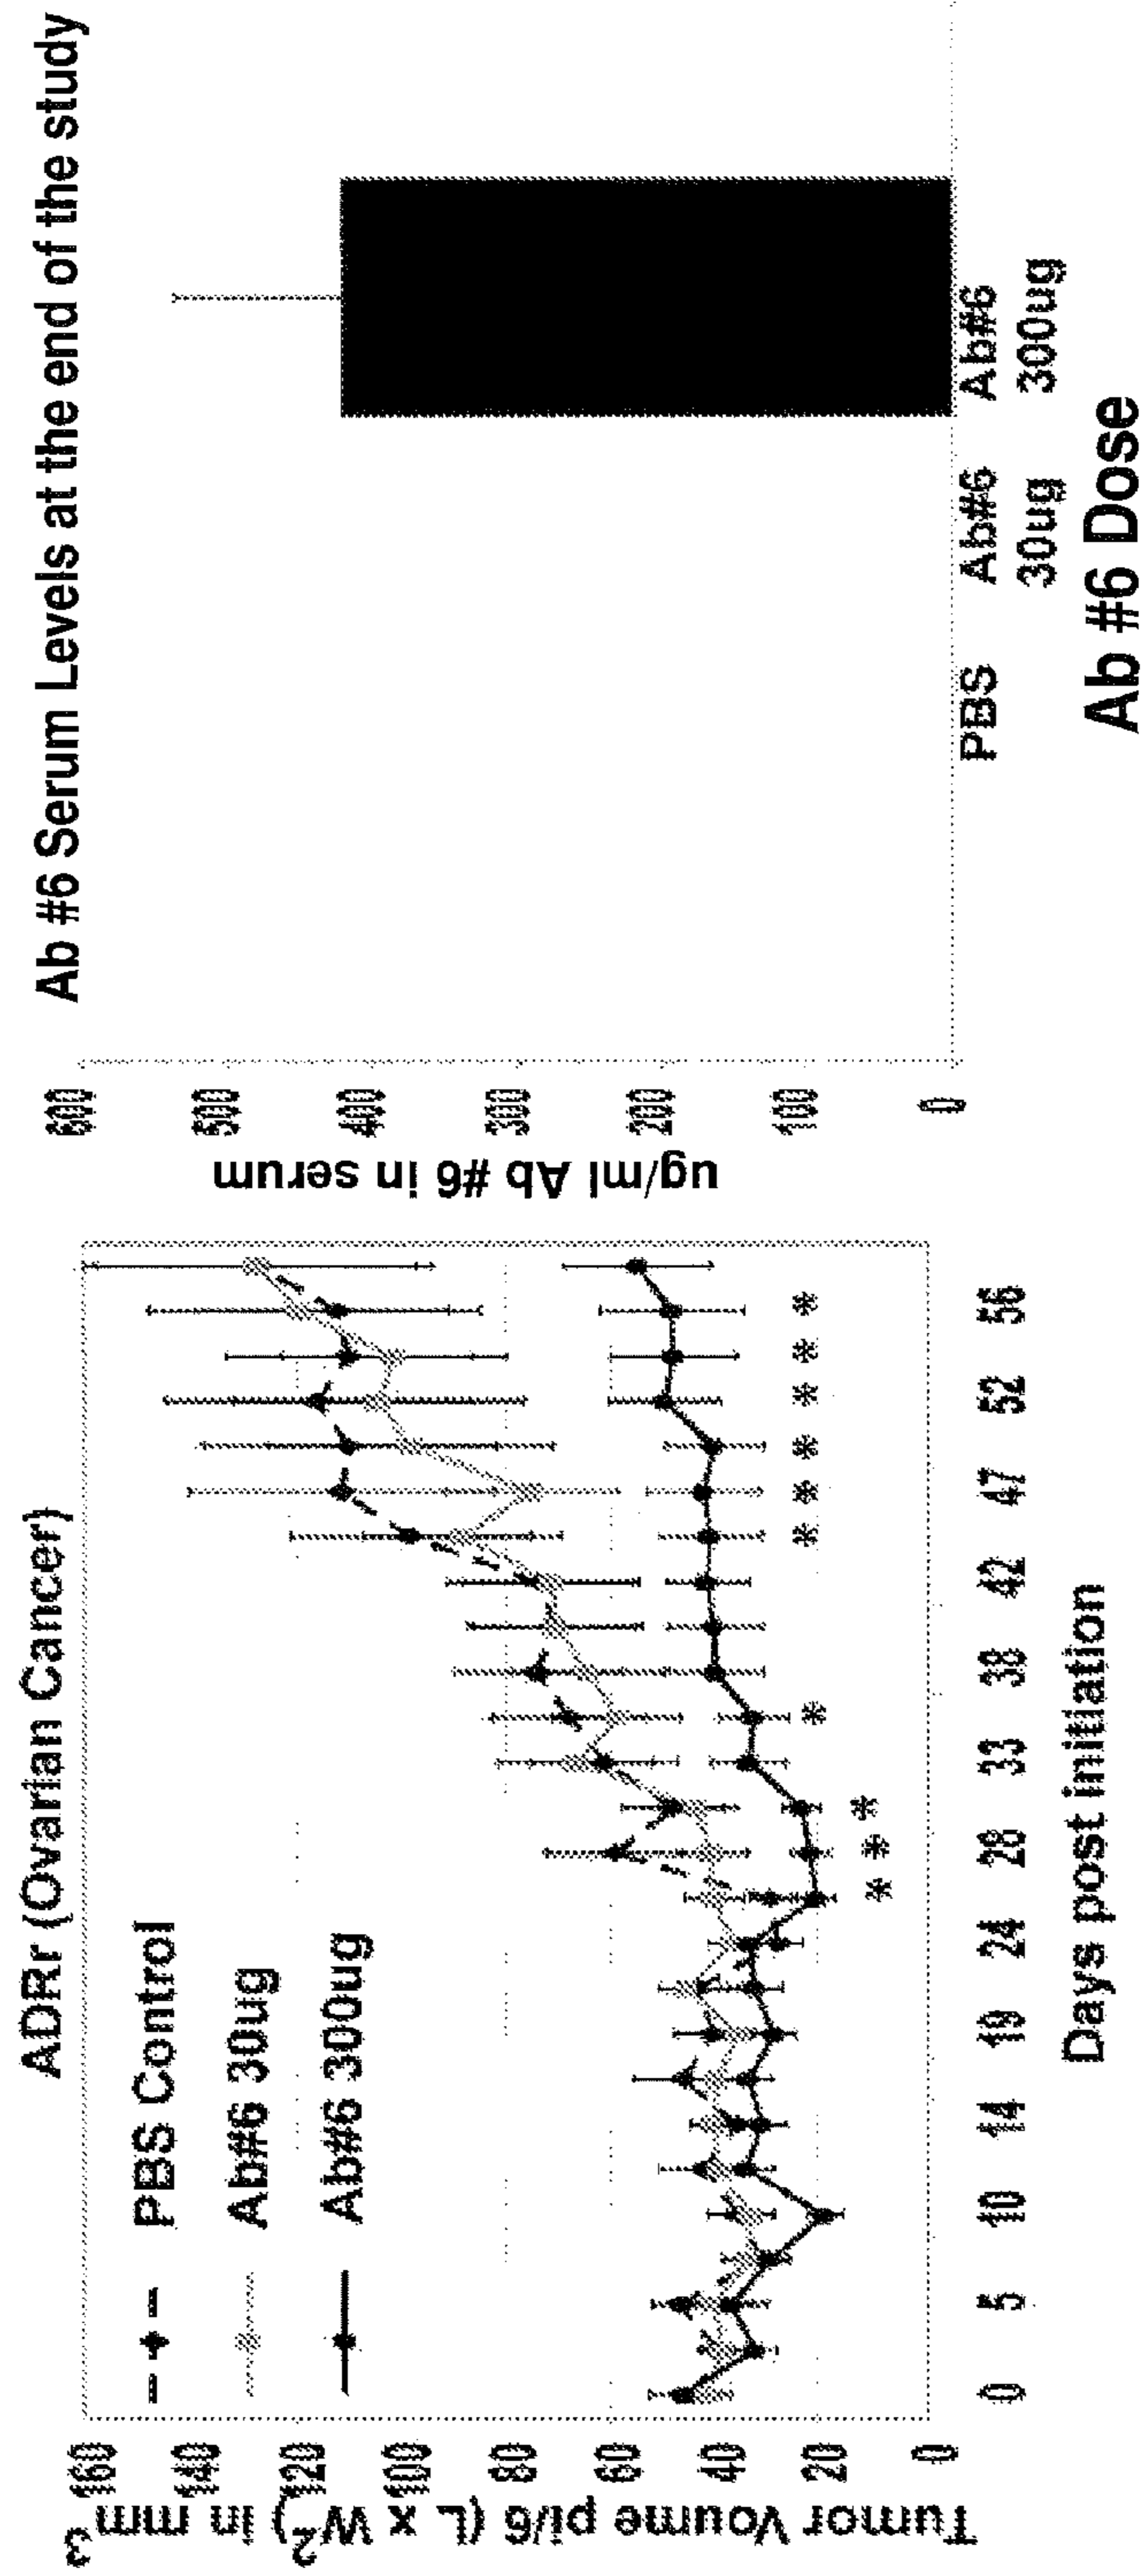 ADRr (Ovarian Cancer)
PBS Control
Ab#6 30ug
Ab#6 300ug
Tumor Volume pi/6 (L x W²) in mm³
160
140
120
100
80
60
40
20
0
0 5 10 14 19 24 28 33 38 42 47 52 56
* * * * * * * * * *
Days post initiation
Ab #6 Serum Levels at the end of the study
ug/ml Ab #6 in serum
600
500
400
300
200
100
0
PBS Ab#6 Ab#6
30ug 300ug
Ab #6 Dose